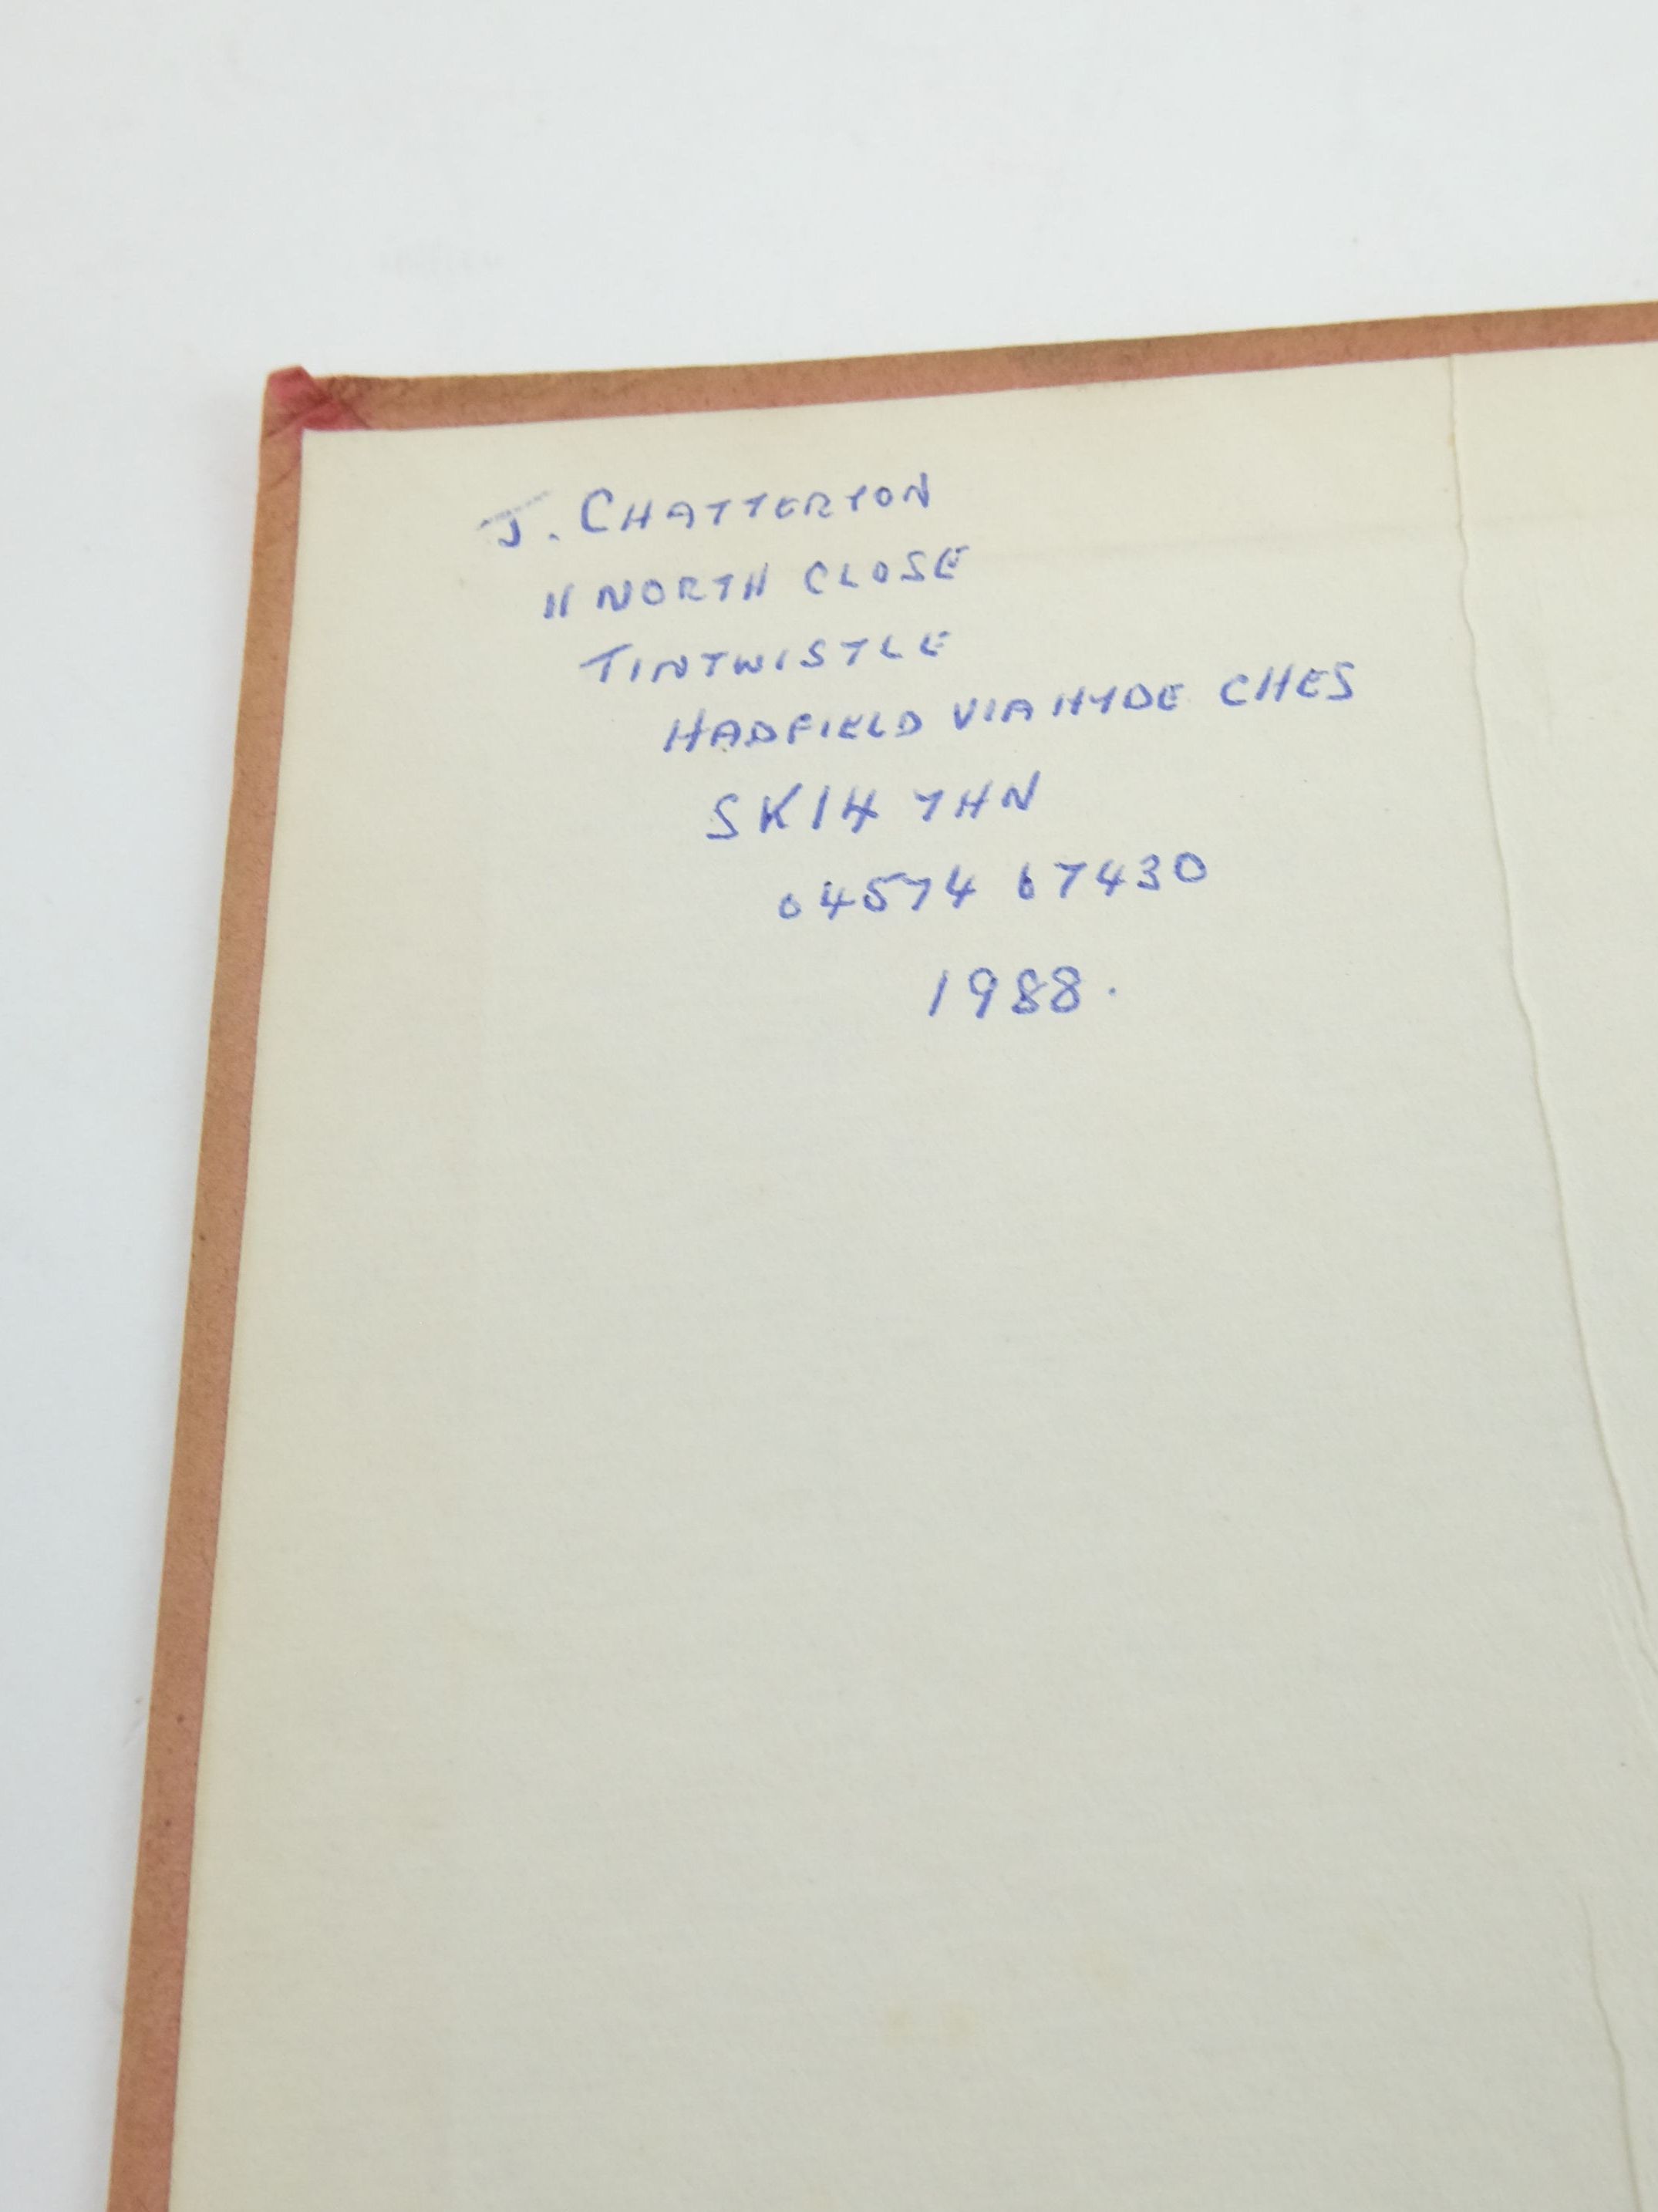 J. CHATTERTON
11 NORTH CLOSE
TINTWISTLE
HADFIELD VIA HYDE CHES
SK14 7HN
04574 67430
1988.